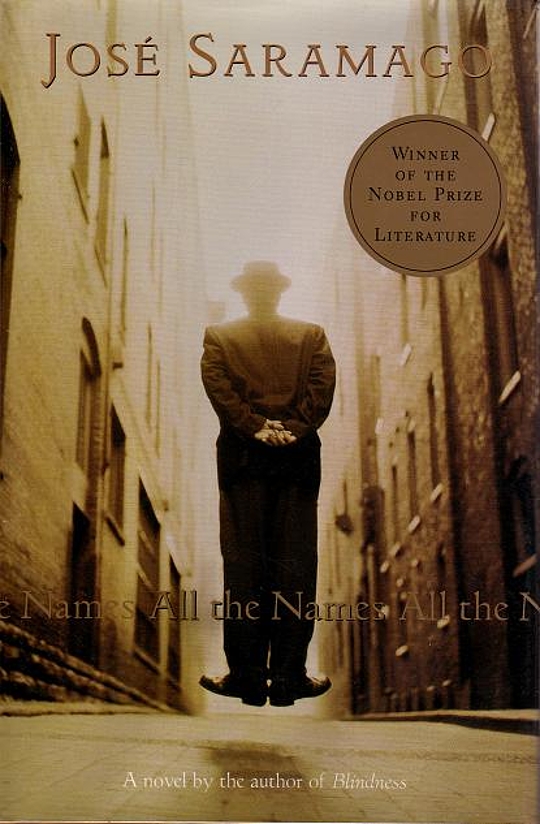 JOSÉ SARAMAGO
WINNER
OF THE
NOBEL PRIZE
FOR
LITERATURE
e Names All the Names All the N
A novel by the author of Blindness